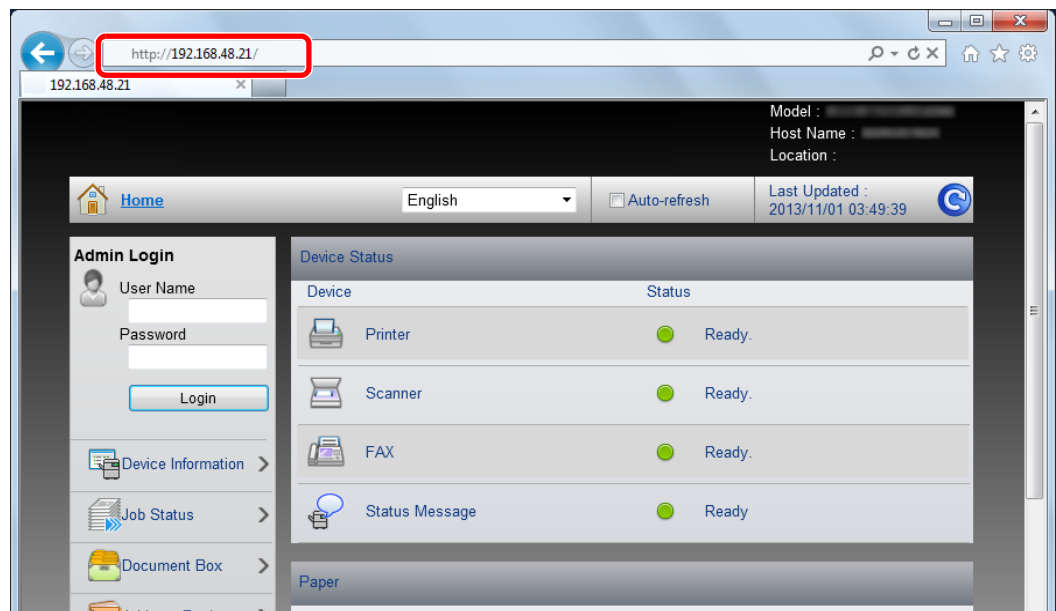 http://192.168.48.21/
192.168.48.21
Model :
Host Name :
Location :
Home
English
Auto-refresh
Last Updated :
2013/11/01 03:49:39
Admin Login
User Name
Password
Login
Device Information
Job Status
Document Box
Device Status
Device Status
Printer Ready.
Scanner Ready.
FAX Ready.
Status Message Ready
Paper